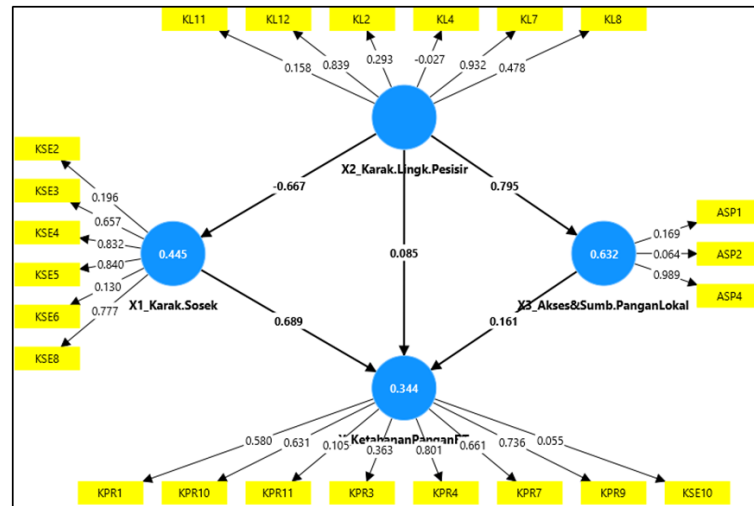 KL11 KL12 KL2 KL4 KL7 KL8
0.158 0.839 0.293 -0.027 0.932 0.478
X2_Karak.Lingk.Pesisir
KSE2
KSE3
KSE4
KSE5
KSE6
KSE8
0.196
0.657
0.832
0.840
0.130
0.777
-0.667
0.795
0.085
0.445
X1_Karak.Sosek
0.632
X3_Akses&Sumb.PanganLokal
0.169
0.064
0.989
ASP1
ASP2
ASP4
0.689
0.161
0.344
KetahananPangan
0.580 0.631 0.105 0.363 0.801 0.661 0.736 0.055
KPR1 KPR10 KPR11 KPR3 KPR4 KPR7 KPR9 KSE10